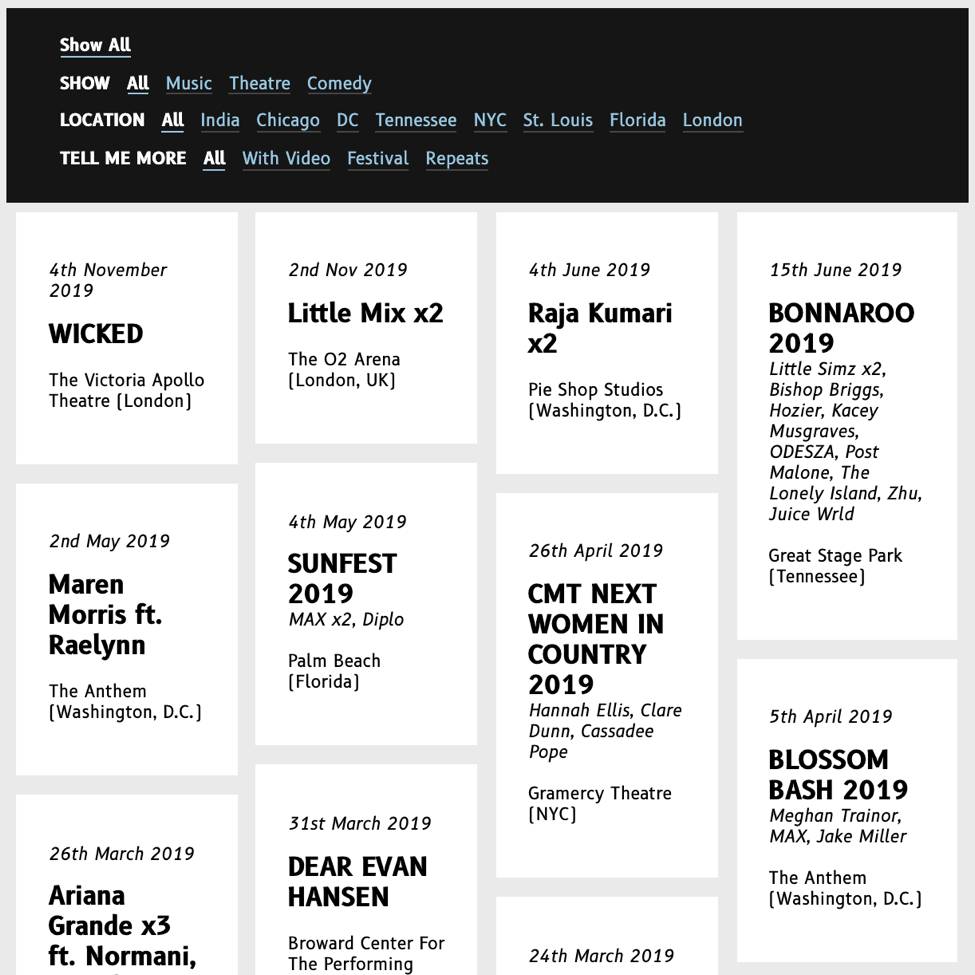 Show All
SHOW All Music Theatre Comedy
LOCATION All India Chicago DC Tennessee NYC St. Louis Florida London
TELL ME MORE All With Video Festival Repeats
4th November
2019
WICKED
The Victoria Apollo
Theatre (London)
2nd Nov 2019
Little Mix x2
The O2 Arena
(London, UK)
4th June 2019
Raja Kumari
x2
Pie Shop Studios
(Washington, D.C.)
15th June 2019
BONNAROO
2019
Little Simz x2,
Bishop Briggs,
Hozier, Kacey
Musgraves,
ODESZA, Post
Malone, The
Lonely Island, Zhu,
Juice Wrld
Great Stage Park
(Tennessee)
2nd May 2019
Maren
Morris ft.
Raelynn
The Anthem
(Washington, D.C.)
4th May 2019
SUNFEST
2019
MAX x2, Diplo
Palm Beach
(Florida)
26th April 2019
CMT NEXT
WOMEN IN
COUNTRY
2019
Hannah Ellis, Clare
Dunn, Cassadee
Pope
Gramercy Theatre
(NYC)
5th April 2019
BLOSSOM
BASH 2019
Meghan Trainor,
MAX, Jake Miller
The Anthem
(Washington, D.C.)
26th March 2019
Ariana
Grande x3
ft. Normani,
31st March 2019
DEAR EVAN
HANSEN
Broward Center For
The Performing
24th March 2019